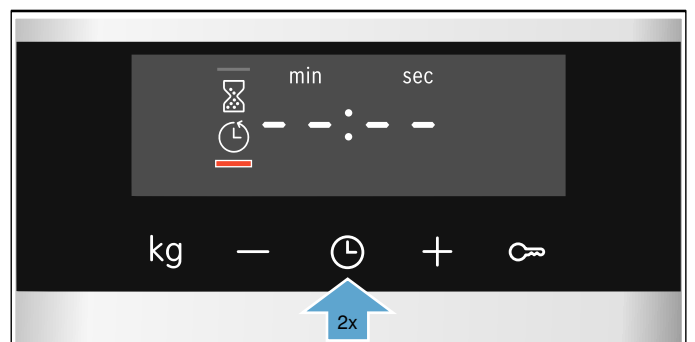 min sec
– –:– –
kg — +
2x